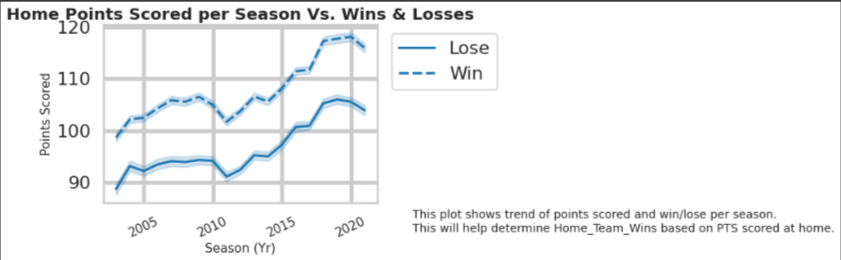 Home Points Scored per Season Vs. Wins & Losses
120
110
100
90
Points Scored
2005
2010
2015
2020
Season (Yr)
Lose
Win
This plot shows trend of points scored and win/lose per season.
This will help determine Home_Team_Wins based on PTS scored at home.